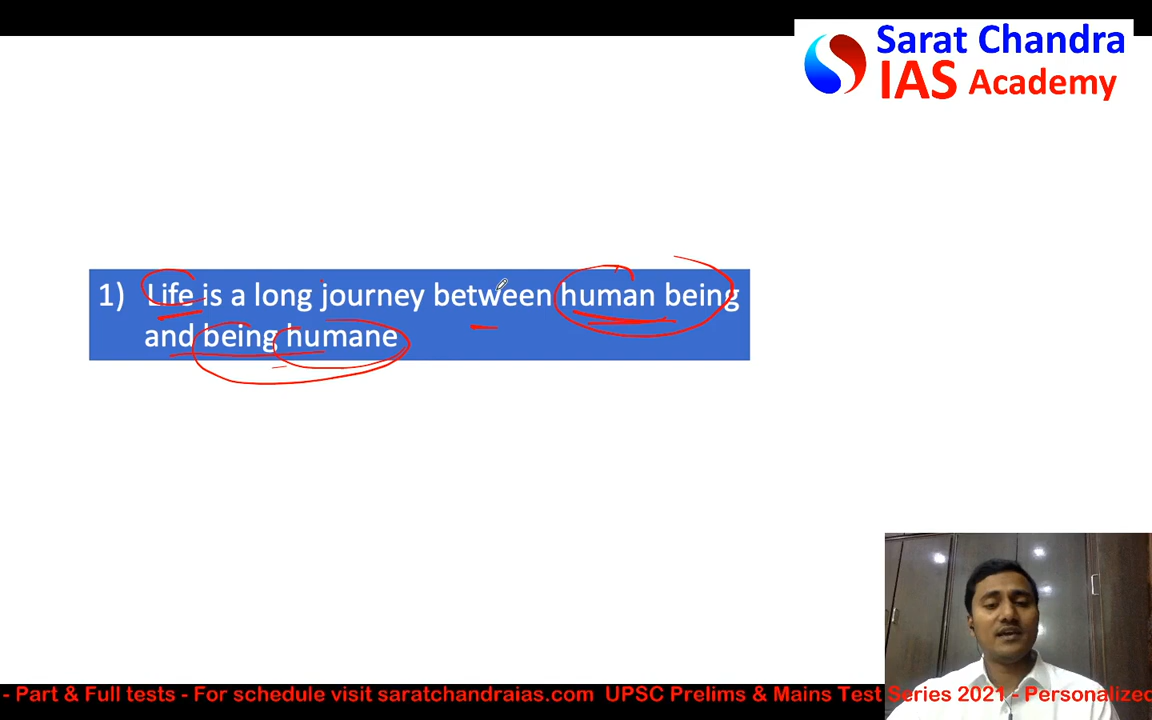 Sarat Chandra
IAS Academy
1) Life is a long journey between human being
and being humane
- Part & Full tests - For schedule visit saratchandraias.com UPSC Prelims & Mains Test Series 2021 - Personalized